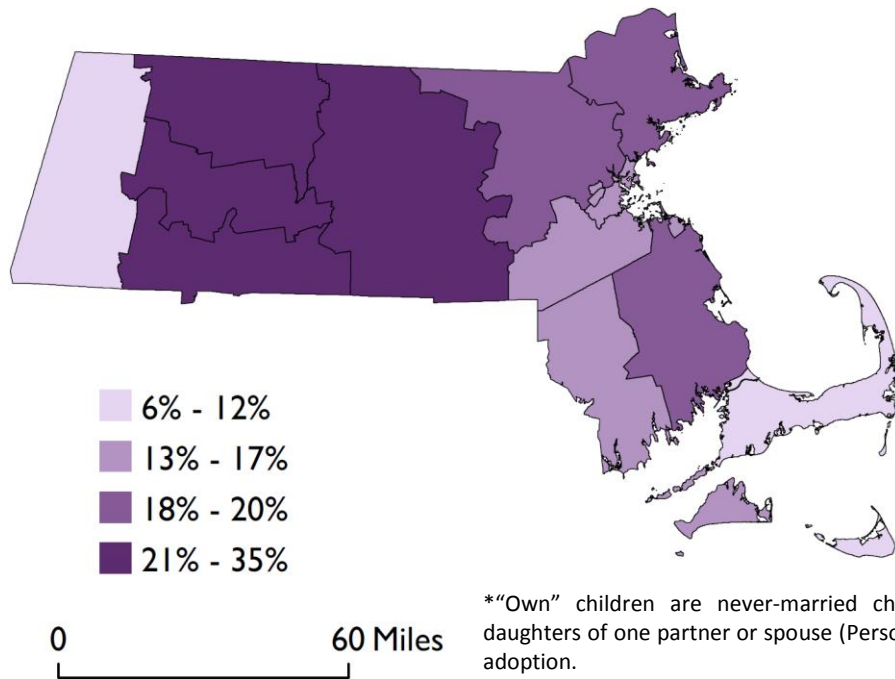 6% - 12%
13% - 17%
18% - 20%
21% - 35%
0 60 Miles
*“Own” children are never-married
daughters of one partner or spouse
adoption.